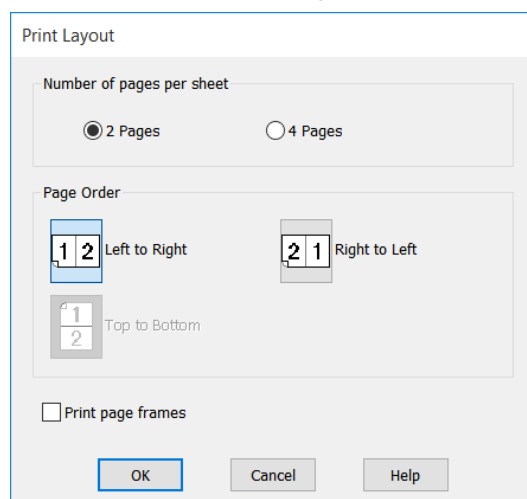 Print Layout
Number of pages per sheet
2 Pages 4 Pages
Page Order
1 2 Left to Right 2 1 Right to Left
1
2 Top to Bottom
Print page frames
OK Cancel Help